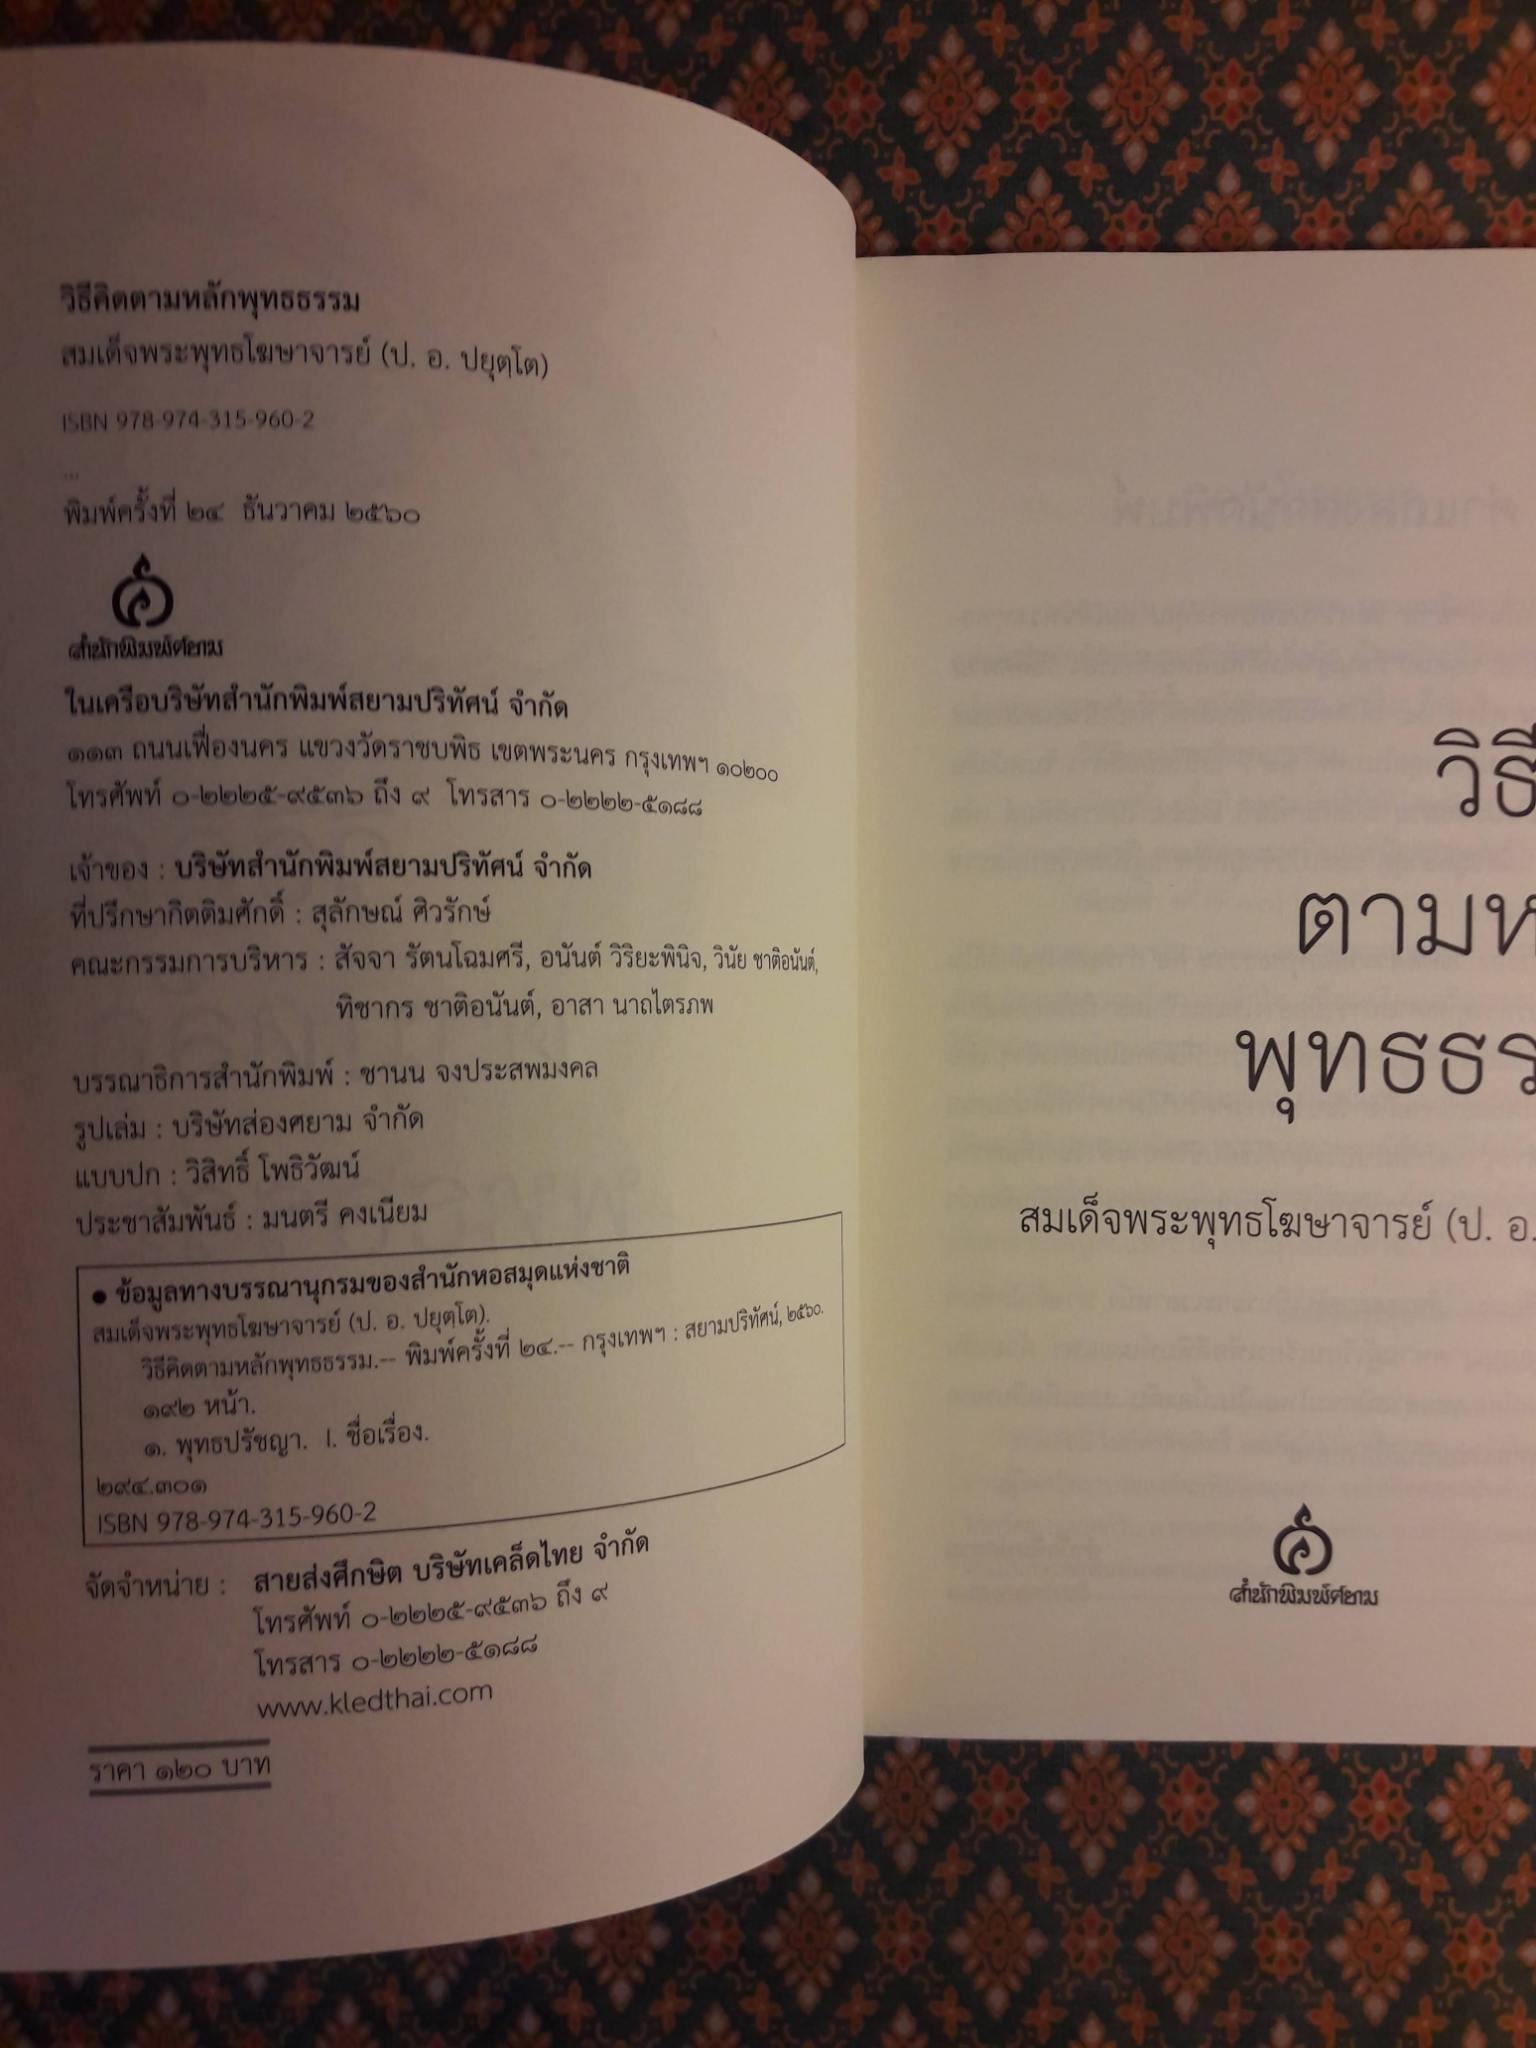 วิธีคิดตามหลักพุทธธรรม
สมเด็จพระพุทธโฆษาจารย์ (ป. อ. ปยุตฺโต)
ISBN 978-974-315-960-2
...
พิมพ์ครั้งที่ ๒๔ ธันวาคม ๒๕๖๐
สำนักพิมพ์ศยาม
ในเครือบริษัทสำนักพิมพ์สยามปริทัศน์ จำกัด
๑๑๓ ถนนเฟื่องนคร แขวงวัดราชบพิธ เขตพระนคร กรุงเทพฯ ๑๐๒๐๐
โทรศัพท์ ๐-๒๒๒๕-๙๕๓๖ ถึง ๙ โทรสาร ๐-๒๒๒๒-๕๑๘๘
เจ้าของ : บริษัทสำนักพิมพ์สยามปริทัศน์ จำกัด
ที่ปรึกษากิตติมศักดิ์ : สุลักษณ์ ศิวรักษ์
คณะกรรมการบริหาร : สัจจา รัตนโฉมศรี, อนันต์ วิริยะพินิจ, วินัย ชาติอนันต์,
ทิชากร ชาติอนันต์, อาสา นาถไตรภพ
บรรณาธิการสำนักพิมพ์ : ชานน จงประสพมงคล
รูปเล่ม : บริษัทส่องศยาม จำกัด
แบบปก : วิสิทธิ์ โพธิวัฒน์
ประชาสัมพันธ์ : มนตรี คงเนียม
● ข้อมูลทางบรรณานุกรมของสำนักหอสมุดแห่งชาติ
สมเด็จพระพุทธโฆษาจารย์ (ป. อ. ปยุตฺโต).
วิธีคิดตามหลักพุทธธรรม.-- พิมพ์ครั้งที่ ๒๔.-- กรุงเทพฯ : สยามปริทัศน์, ๒๕๖๐.
๑๙๒ หน้า.
๑. พุทธปรัชญา. I. ชื่อเรื่อง.
๒๙๔.๓๐๑
ISBN 978-974-315-960-2
จัดจำหน่าย : สายส่งศึกษิต บริษัทเคล็ดไทย จำกัด
โทรศัพท์ ๐-๒๒๒๕-๙๕๓๖ ถึง ๙
โทรสาร ๐-๒๒๒๒-๕๑๘๘
www.kledthai.com
ราคา ๑๒๐ บาท
วิธี
ตามห
พุทธธร
สมเด็จพระพุทธโฆษาจารย์ (ป. อ.
สำนักพิมพ์ศยาม